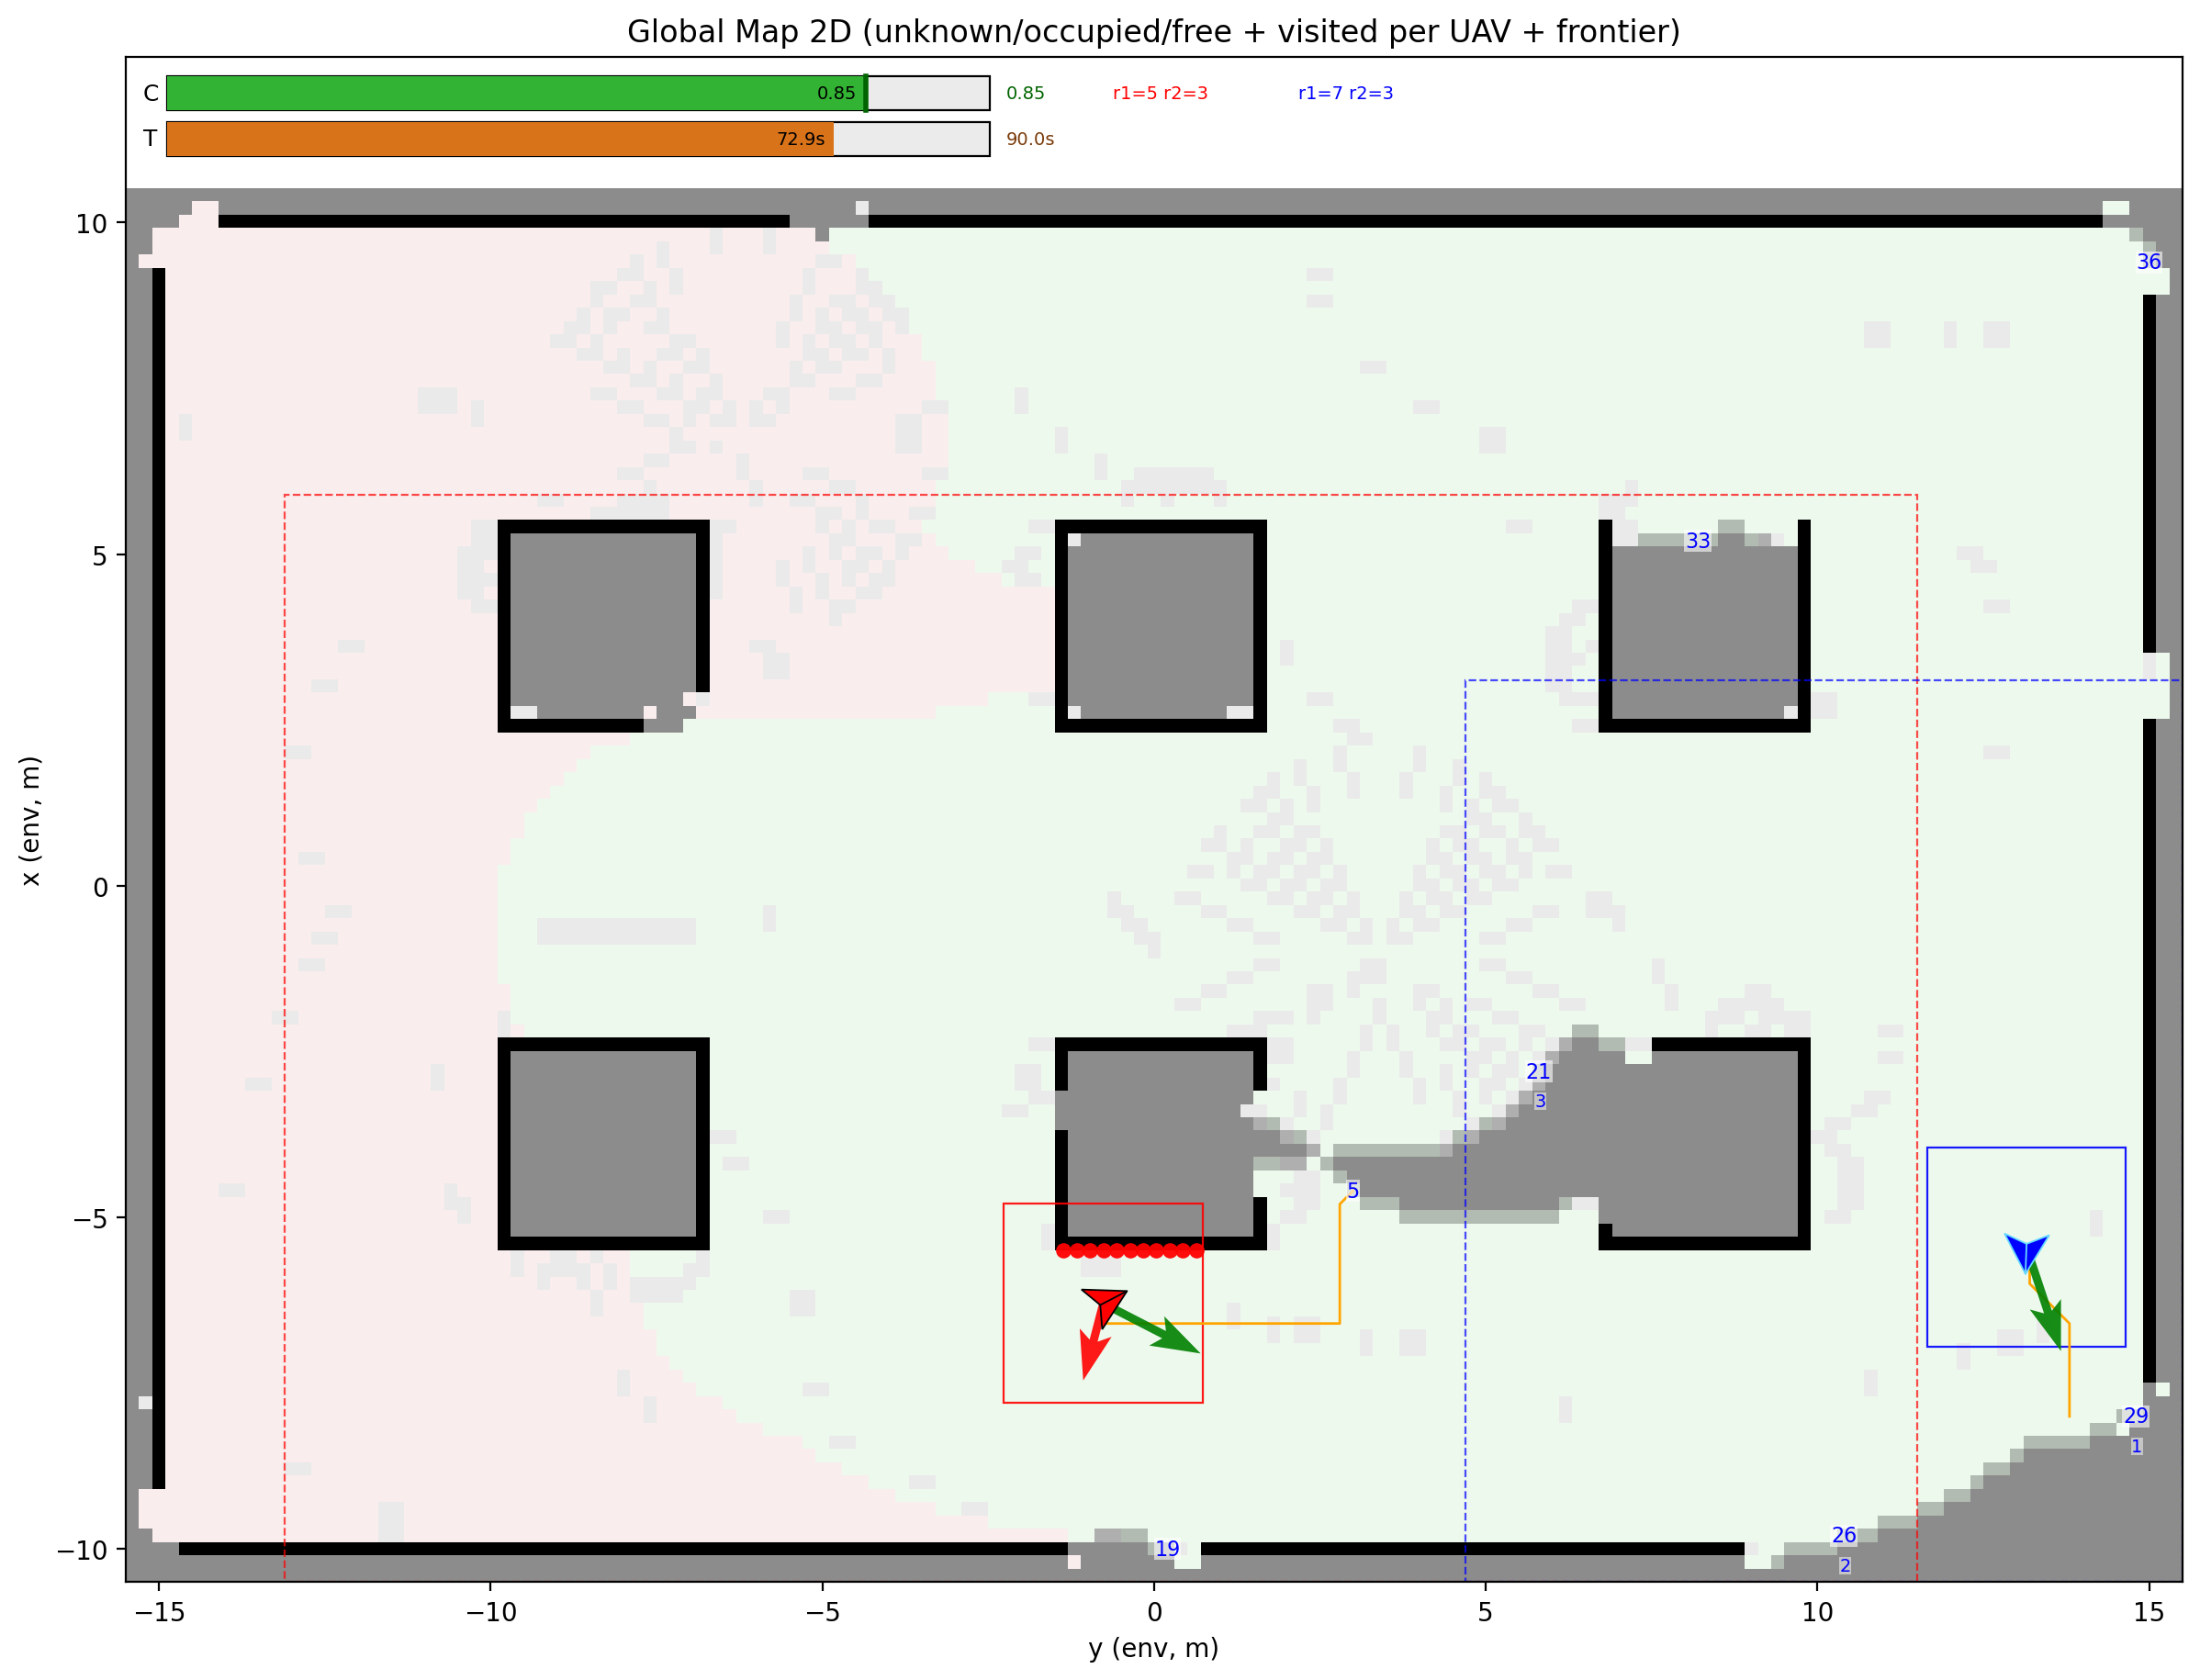 Global Map 2D (unknown/occupied/free + visited per UAV + frontier)
C 0.85 0.85 r1=5 r2=3 r1=7 r2=3
T 72.9s 90.0s
10
36
5
33
0
21
3
5
−5
29
1
26
19
−10
2
−15 −10 −5 0 5 10 15
y (env, m)
x (env, m)